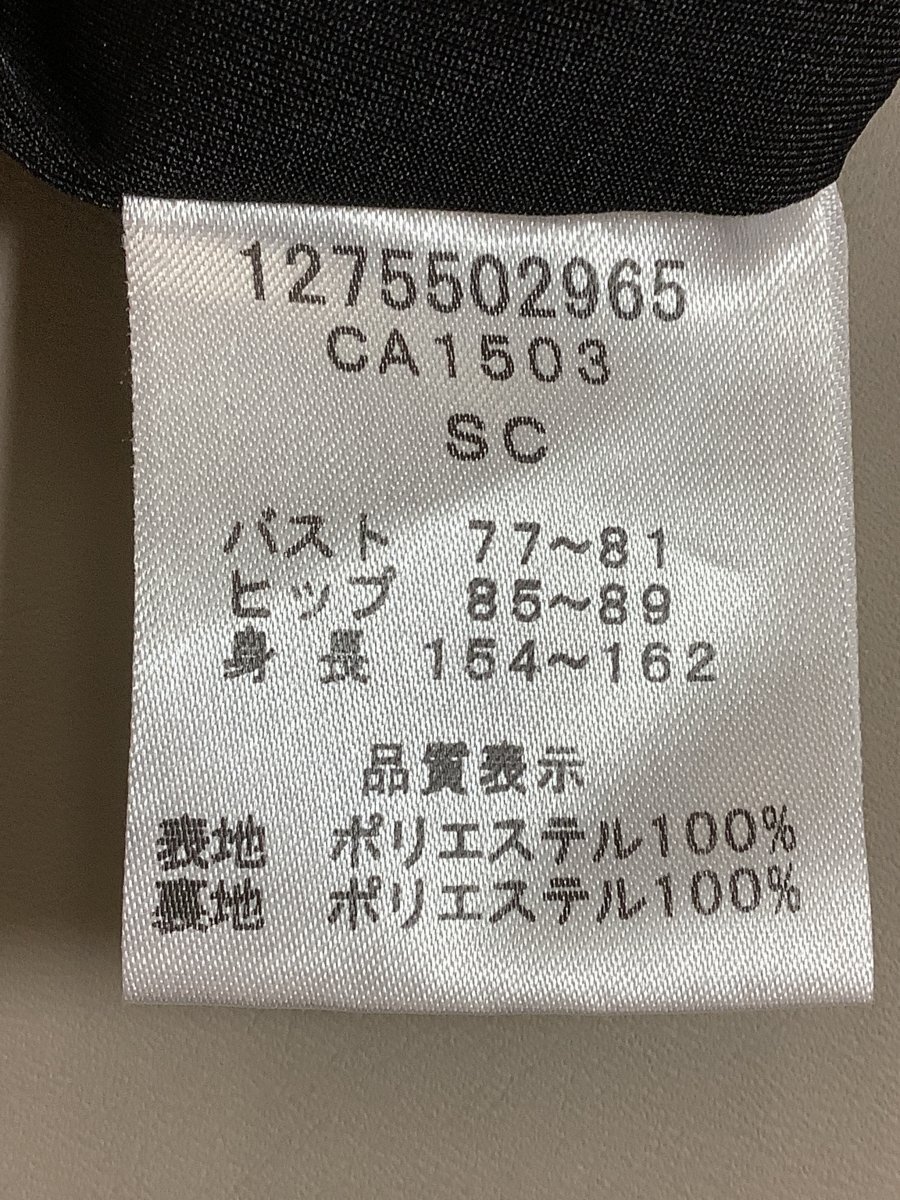 1275502965
CA1503
SC
バスト 77~81
ヒップ 85~89
身長 154~162
品質表示
表地 ポリエステル100%
裏地 ポリエステル100%